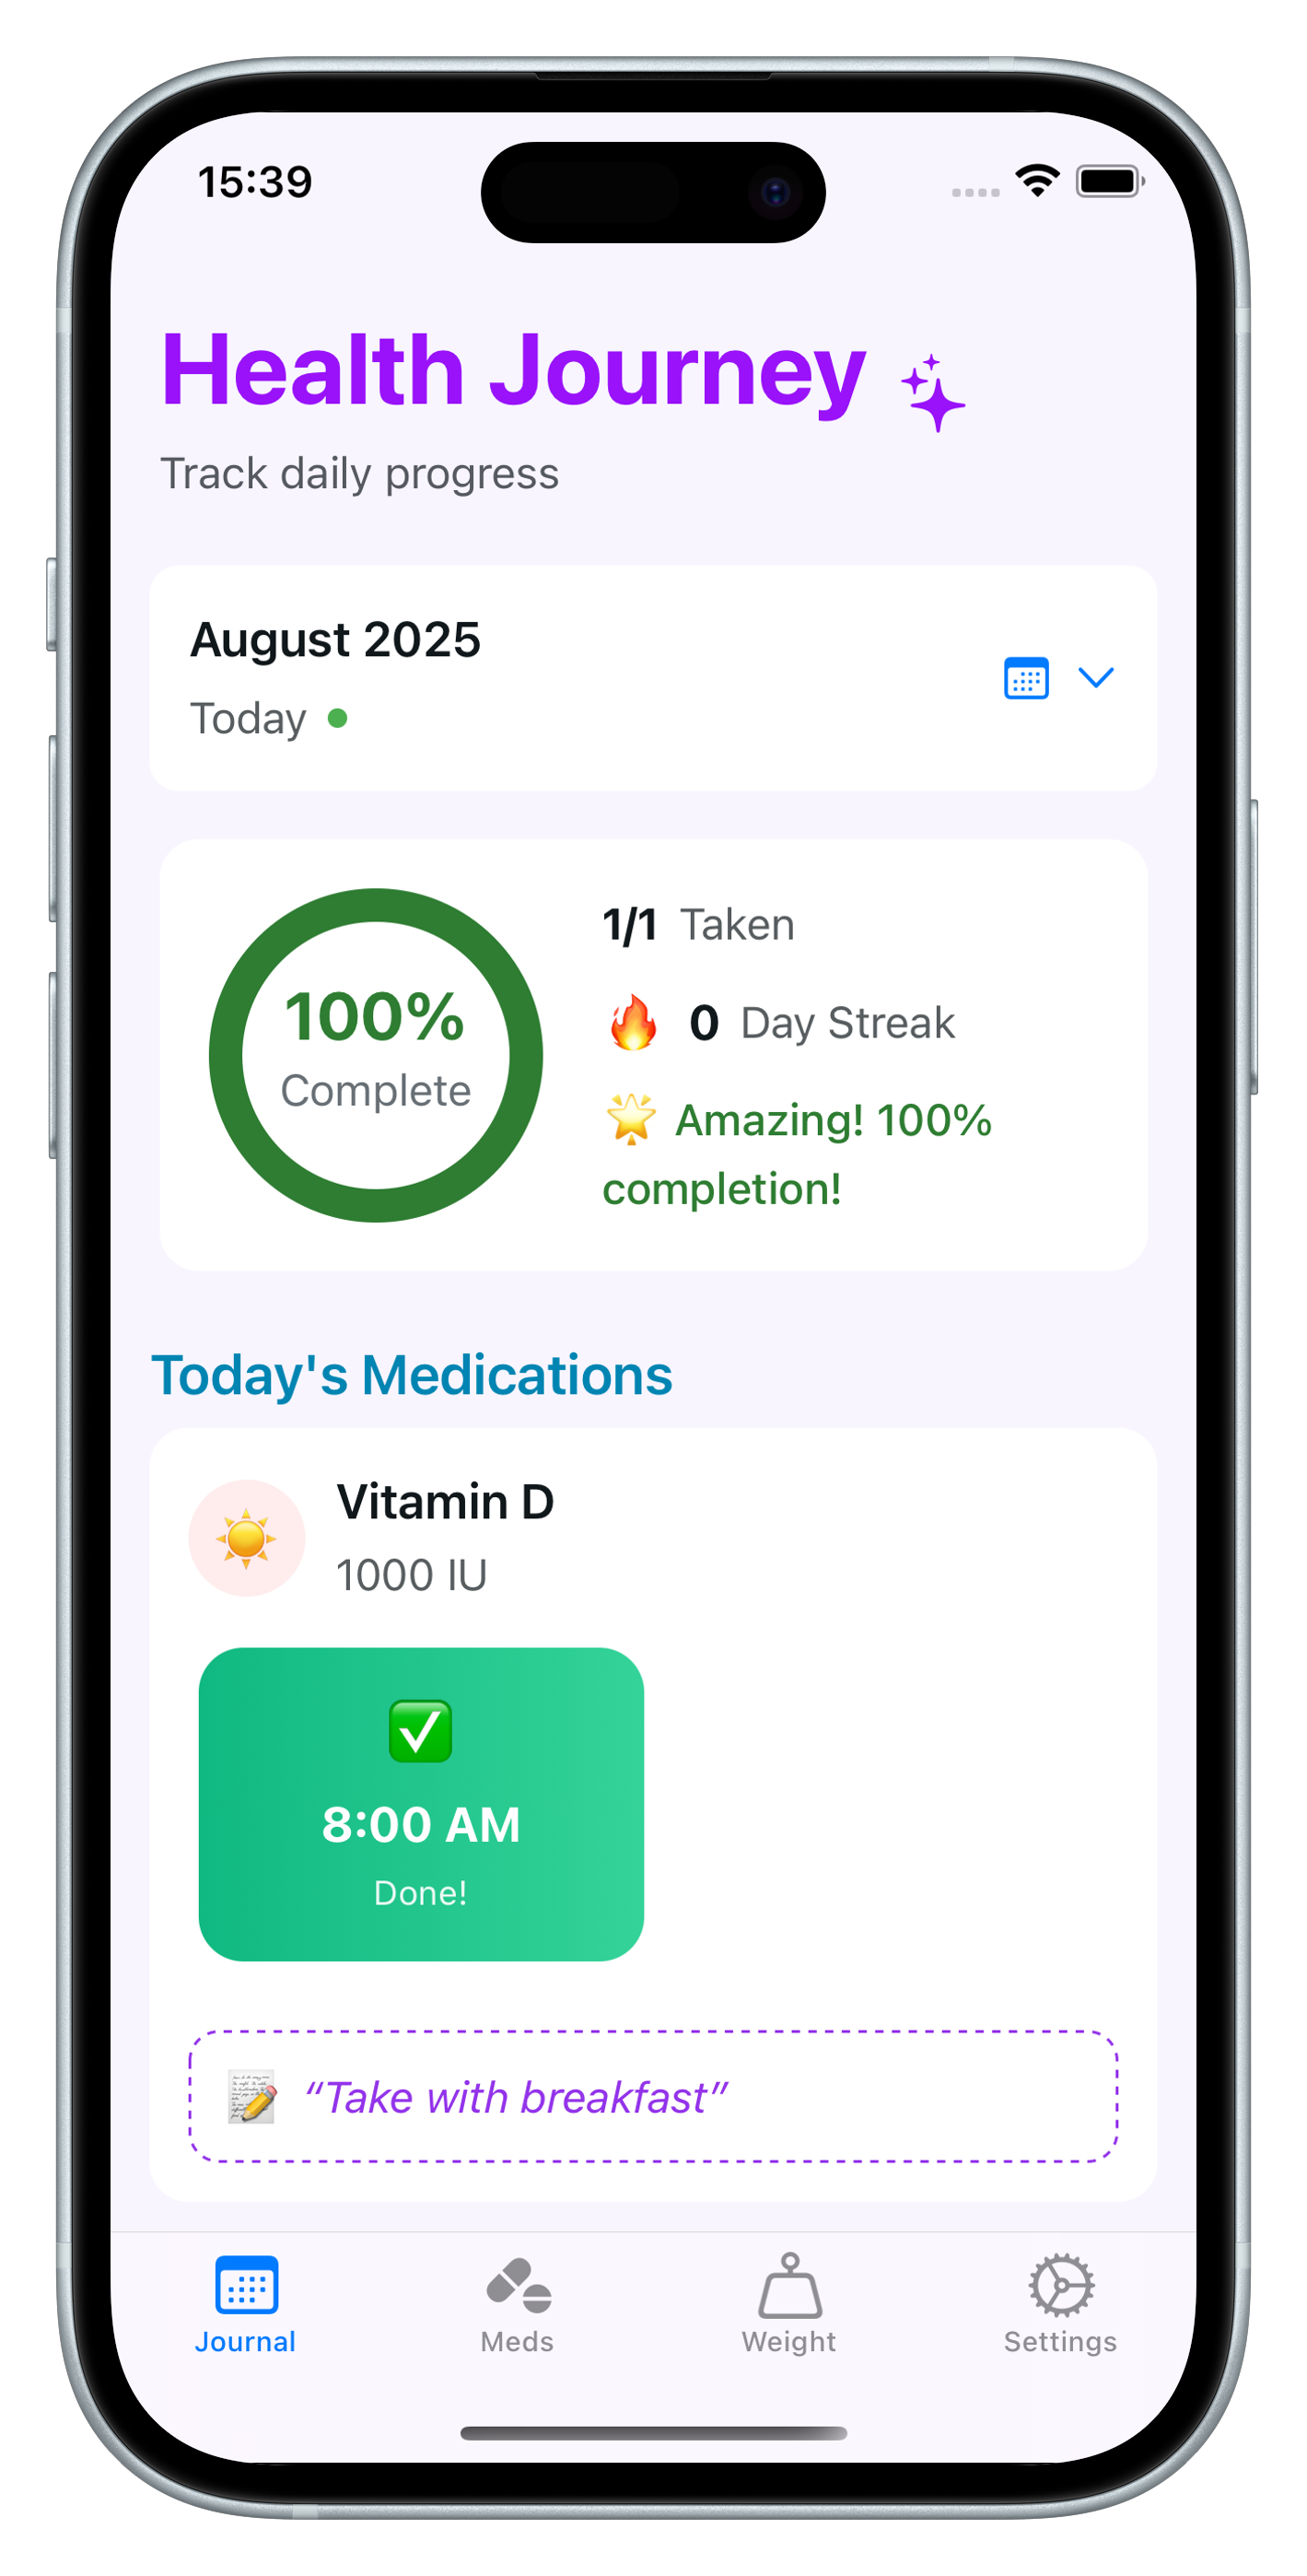 15:39
Health Journey
Track daily progress
August 2025
Today
100%
Complete
1/1 Taken
0 Day Streak
Amazing! 100%
completion!
Today's Medications
Vitamin D
1000 IU
8:00 AM
Done!
“Take with breakfast”
Journal
Meds
Weight
Settings